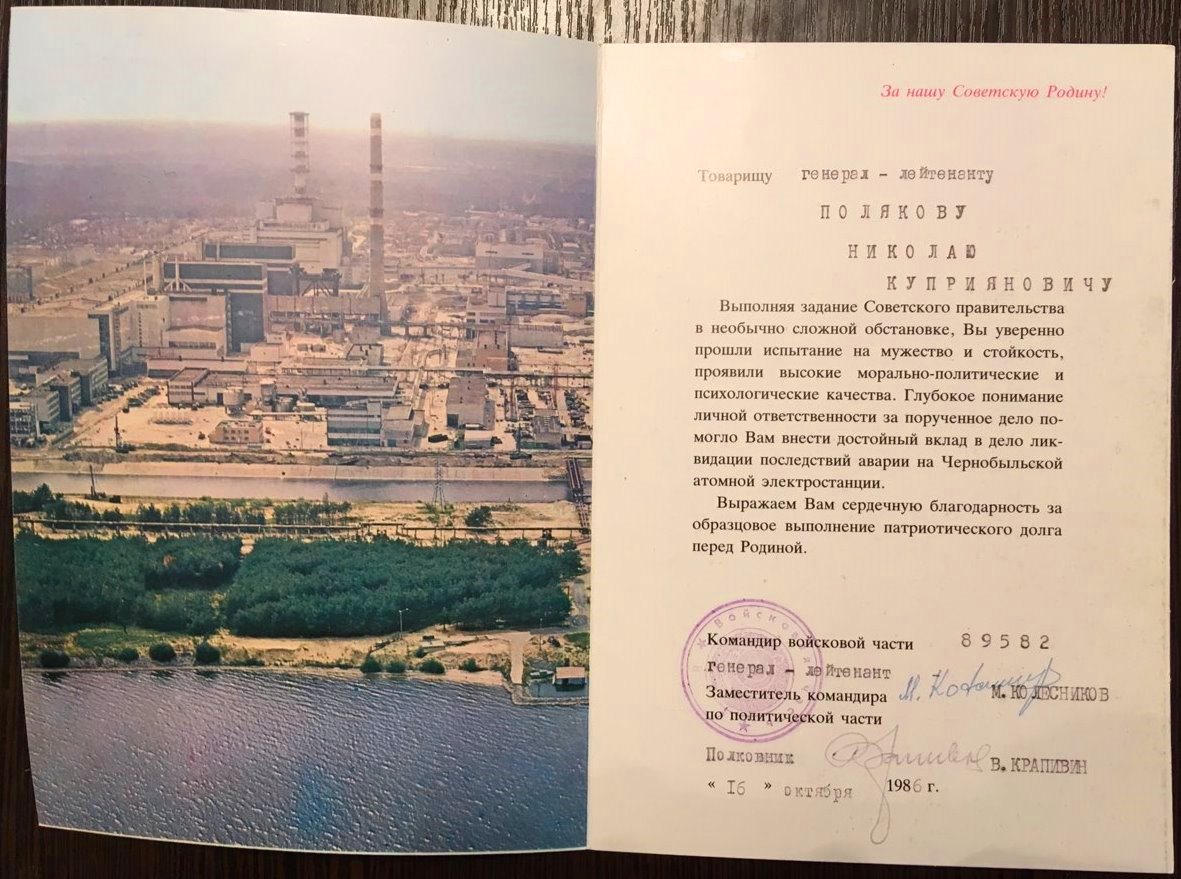 За нашу Советскую Родину!
Товарищу генерал - лейтенанту
ПОЛЯКОВУ
НИКОЛАЮ
КУПРИЯНОВИЧУ
Выполняя задание Советского правительства
в необычно сложной обстановке, Вы уверенно
прошли испытание на мужество и стойкость,
проявили высокие морально-политические и
психологические качества. Глубокое понимание
личной ответственности за порученное дело по-
могло Вам внести достойный вклад в дело лик-
видации последствий аварии на Чернобыльской
атомной электростанции.
Выражаем Вам сердечную благодарность за
образцовое выполнение патриотического долга
перед Родиной.
Командир войсковой части 89582
генерал - лейтенант
Заместитель командира М. КОЛЕСНИКОВ
по политической части
Полковник В. КРАПИВИН
« 16 » октября 1986 г.